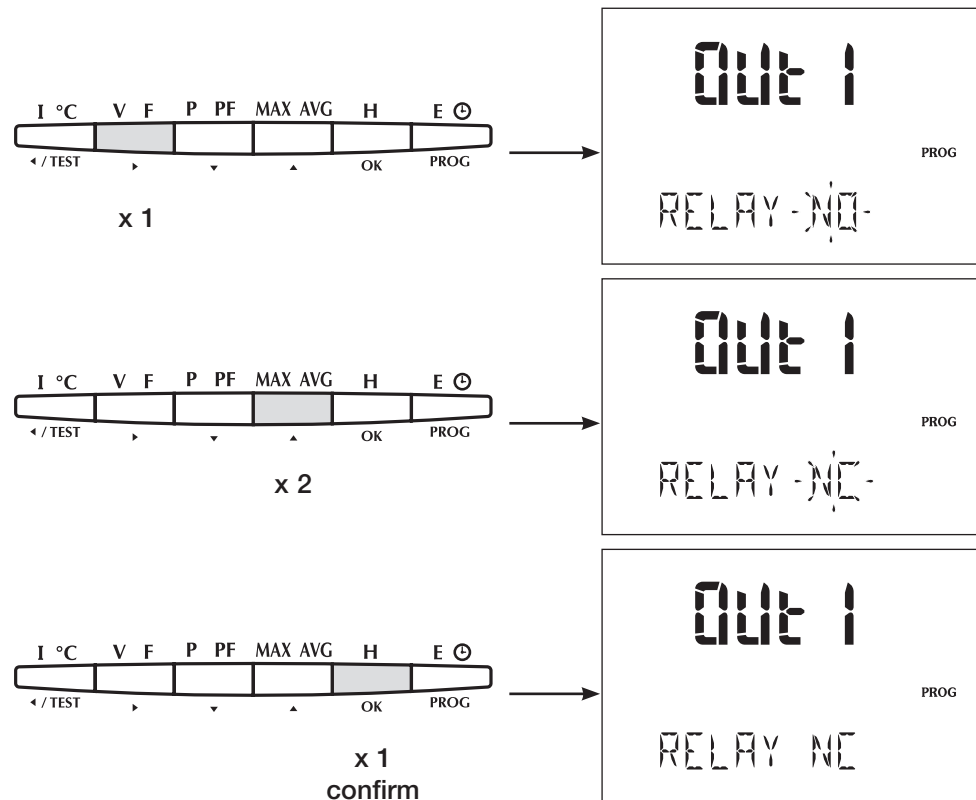 OUt 1
I °C V F P PF MAX AVG H E
◂ / TEST ▸ ▾ ▴ OK PROG
PROG
x 1
RELAY -NO-
OUt 1
I °C V F P PF MAX AVG H E
◂ / TEST ▸ ▾ ▴ OK PROG
PROG
x 2
RELAY -NC-
OUt 1
I °C V F P PF MAX AVG H E
◂ / TEST ▸ ▾ ▴ OK PROG
PROG
x 1
confirm
RELAY NC